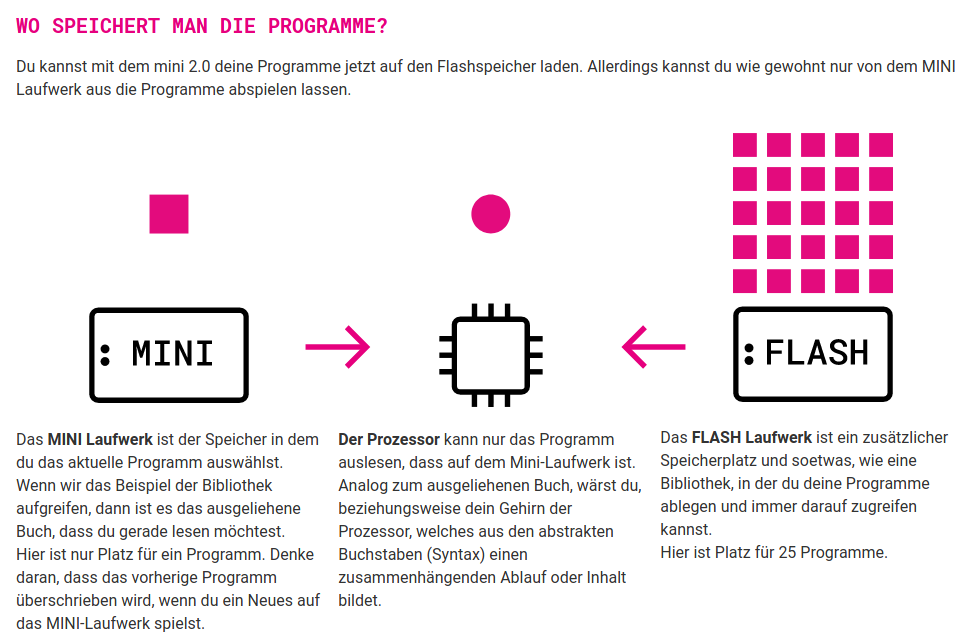 WO SPEICHERT MAN DIE PROGRAMME?
Du kannst mit dem mini 2.0 deine Programme jetzt auf den Flashspeicher laden. Allerdings kannst du wie gewohnt nur von dem MINI
Laufwerk aus die Programme abspielen lassen.
MINI
FLASH
Das MINI Laufwerk ist der Speicher in dem
du das aktuelle Programm auswählst.
Wenn wir das Beispiel der Bibliothek
aufgreifen, dann ist es das ausgeliehene
Buch, dass du gerade lesen möchtest.
Hier ist nur Platz für ein Programm. Denke
daran, dass das vorherige Programm
überschrieben wird, wenn du ein Neues auf
das MINI-Laufwerk spielst.
Der Prozessor kann nur das Programm
auslesen, dass auf dem Mini-Laufwerk ist.
Analog zum ausgeliehenen Buch, wärst du,
beziehungsweise dein Gehirn der
Prozessor, welches aus den abstrakten
Buchstaben (Syntax) einen
zusammenhängenden Ablauf oder Inhalt
bildet.
Das FLASH Laufwerk ist ein zusätzlicher
Speicherplatz und soetwas, wie eine
Bibliothek, in der du deine Programme
ablegen und immer darauf zugreifen
kannst.
Hier ist Platz für 25 Programme.